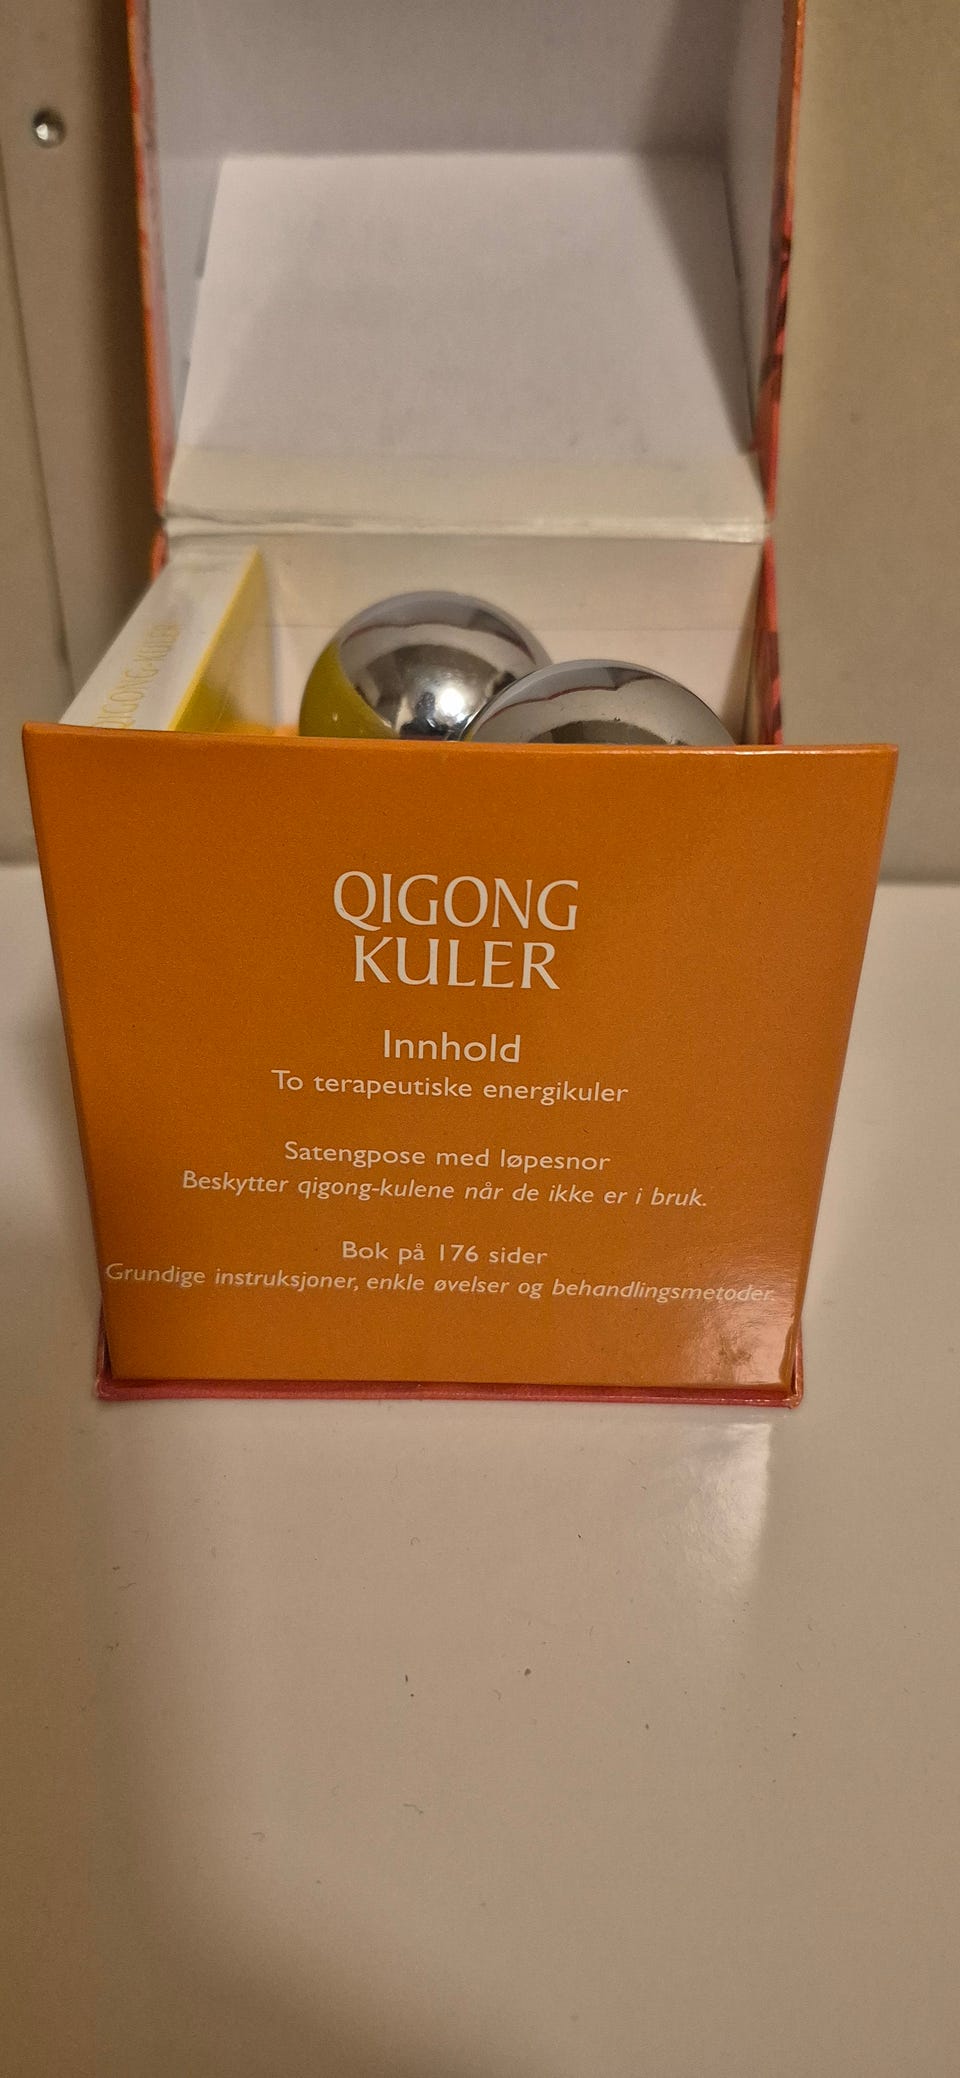 QIGONG-KULER
QIGONG
KULER
Innhold
To terapeutiske energikuler
Satengpose med løpesnor
Beskytter qigong-kulene når de ikke er i bruk.
Bok på 176 sider
Grundige instruksjoner, enkle øvelser og behandlingsmetoder.